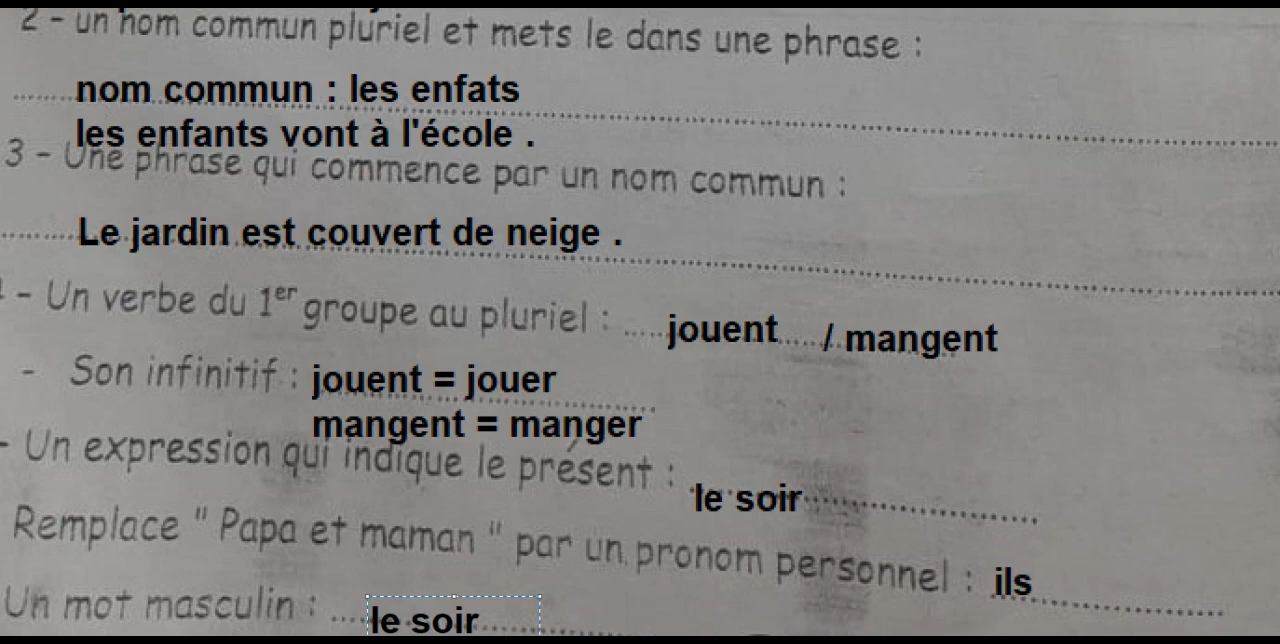 2 - un nom commun pluriel et mets le dans une phrase :
nom commun : les enfats
les enfants vont à l'école .
3 - Une phrase qui commence par un nom commun :
Le jardin est couvert de neige .
- Un verbe du 1er groupe au pluriel : jouent / mangent
- Son infinitif : jouent = jouer
mangent = manger
- Un expression qui indique le présent : le soir
Remplace " Papa et maman " par un pronom personnel : ils
Un mot masculin : le soir